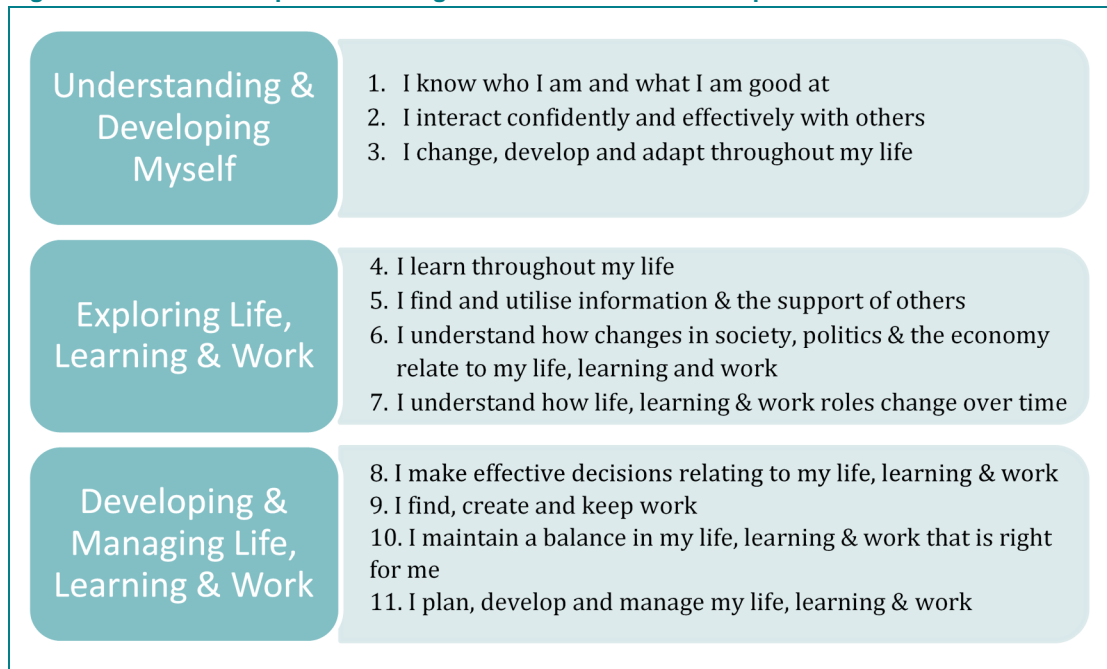 Understanding &
Developing
Myself
1. I know who I am and what I am good at
2. I interact confidently and effectively with others
3. I change, develop and adapt throughout my life
Exploring Life,
Learning & Work
4. I learn throughout my life
5. I find and utilise information & the support of others
6. I understand how changes in society, politics & the economy
relate to my life, learning and work
7. I understand how life, learning & work roles change over time
Developing &
Managing Life,
Learning & Work
8. I make effective decisions relating to my life, learning & work
9. I find, create and keep work
10. I maintain a balance in my life, learning & work that is right
for me
11. I plan, develop and manage my life, learning & work